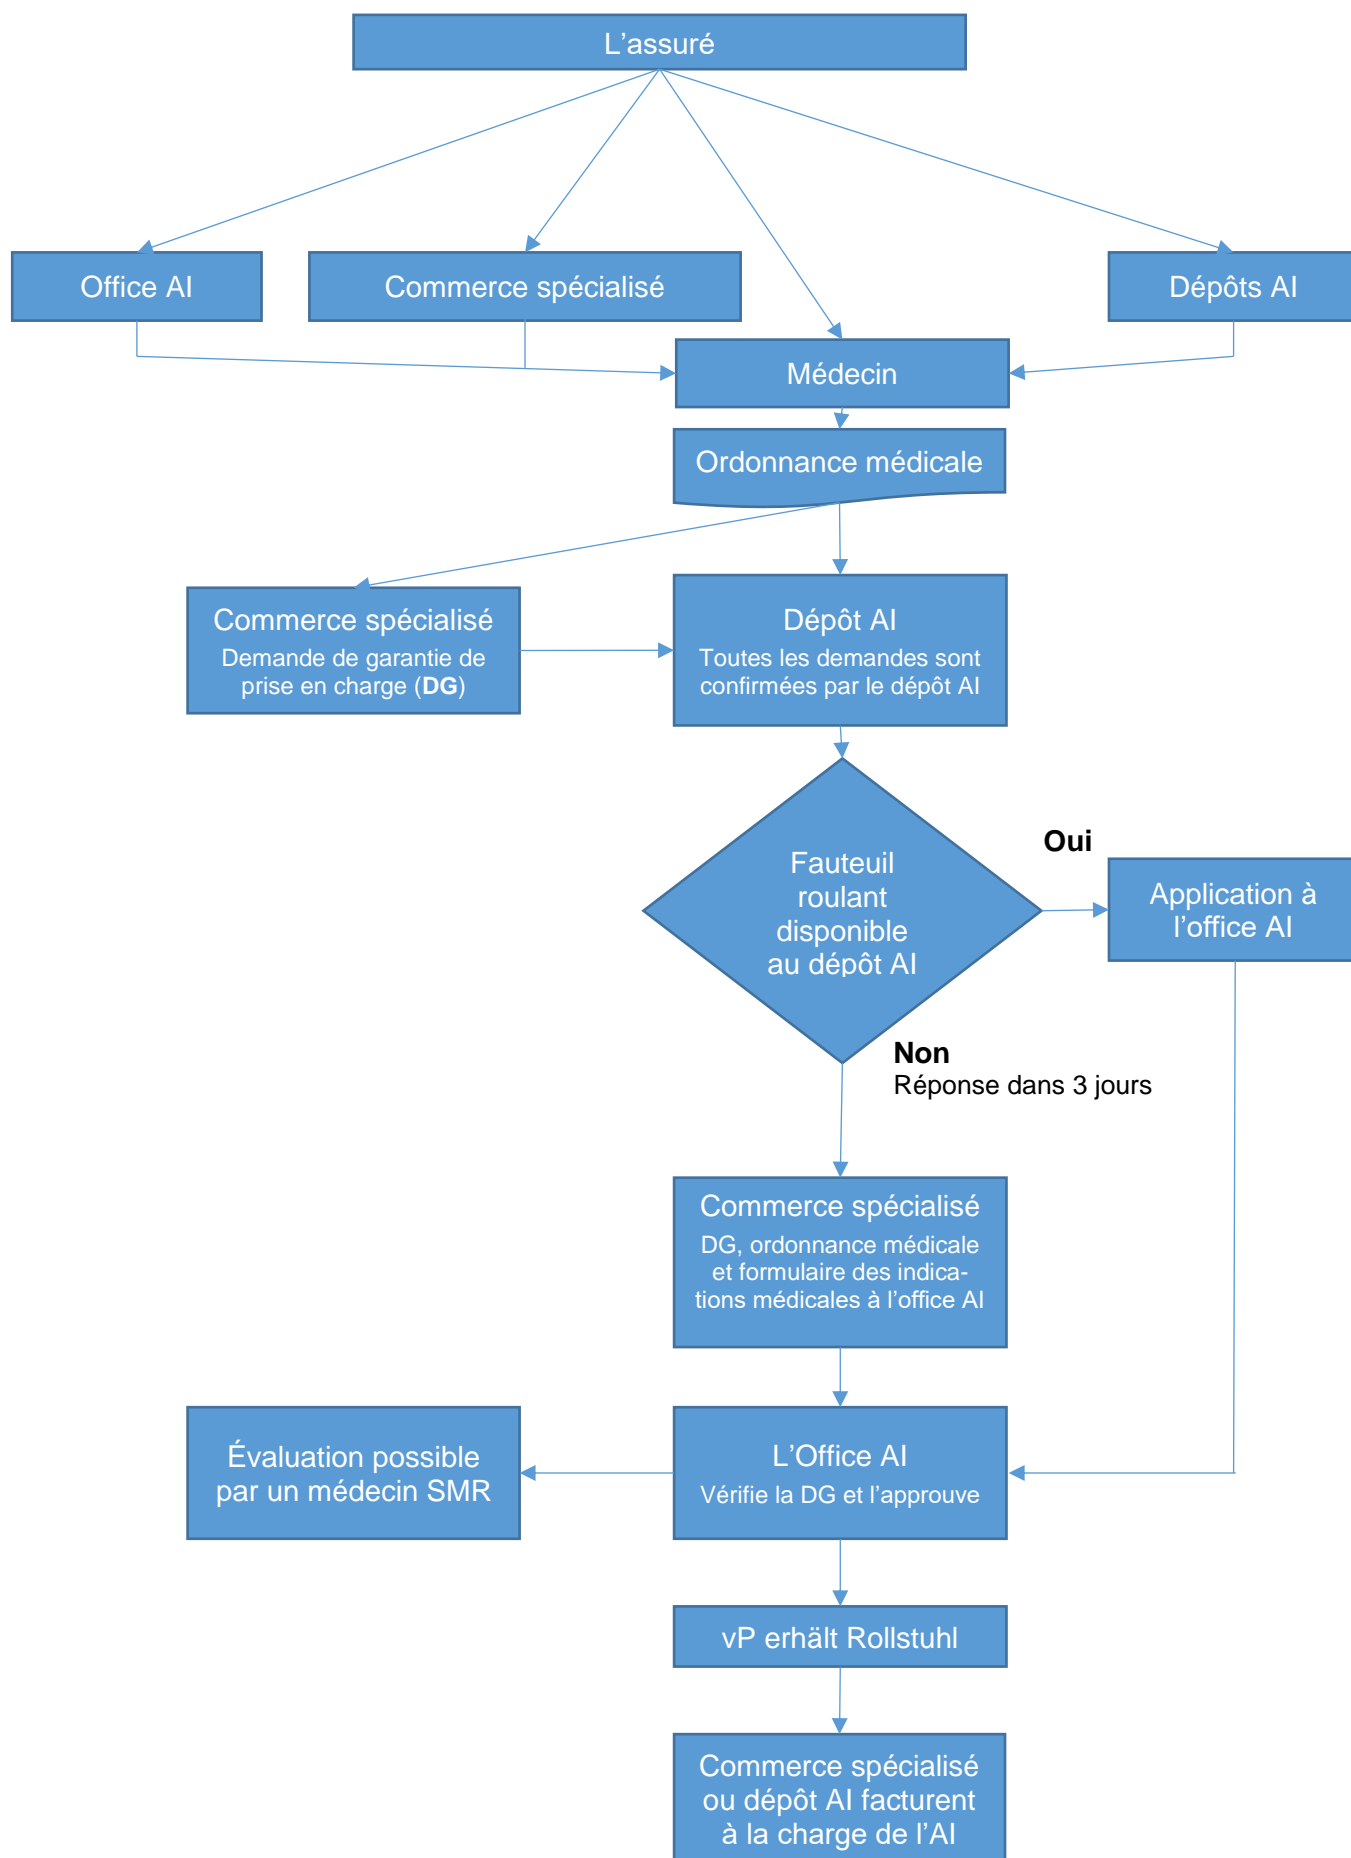 L’assuré
Office AI
Commerce spécialisé
Dépôts AI
Médecin
Ordonnance médicale
Commerce spécialisé
Demande de garantie de
prise en charge (DG)
Dépôt AI
Toutes les demandes sont
confirmées par le dépôt AI
Fauteuil
roulant
disponible
au dépôt AI
Oui
Application à
l’office AI
Non
Réponse dans 3 jours
Commerce spécialisé
DG, ordonnance médicale
et formulaire des indica-
tions médicales à l’office AI
Évaluation possible
par un médecin SMR
L’Office AI
Vérifie la DG et l’approuve
vP erhält Rollstuhl
Commerce spécialisé
ou dépôt AI facturent
à la charge de l’AI